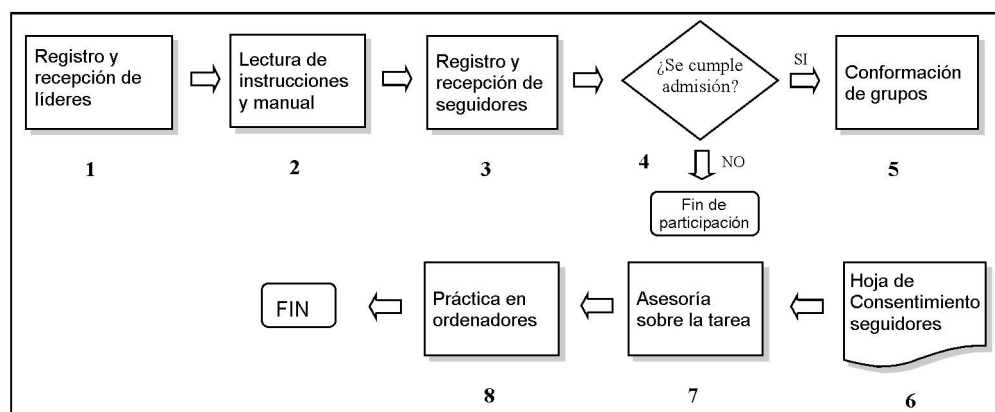 Registro y
recepción de
líderes
Lectura de
instrucciones
y manual
Registro y
recepción de
seguidores
¿Se cumple
admisión?
SI
Conformación
de grupos
1
2
3
4
NO
5
Fin de
participación
FIN
Práctica en
ordenadores
Asesoría
sobre la tarea
Hoja de
Consentimiento
seguidores
8
7
6